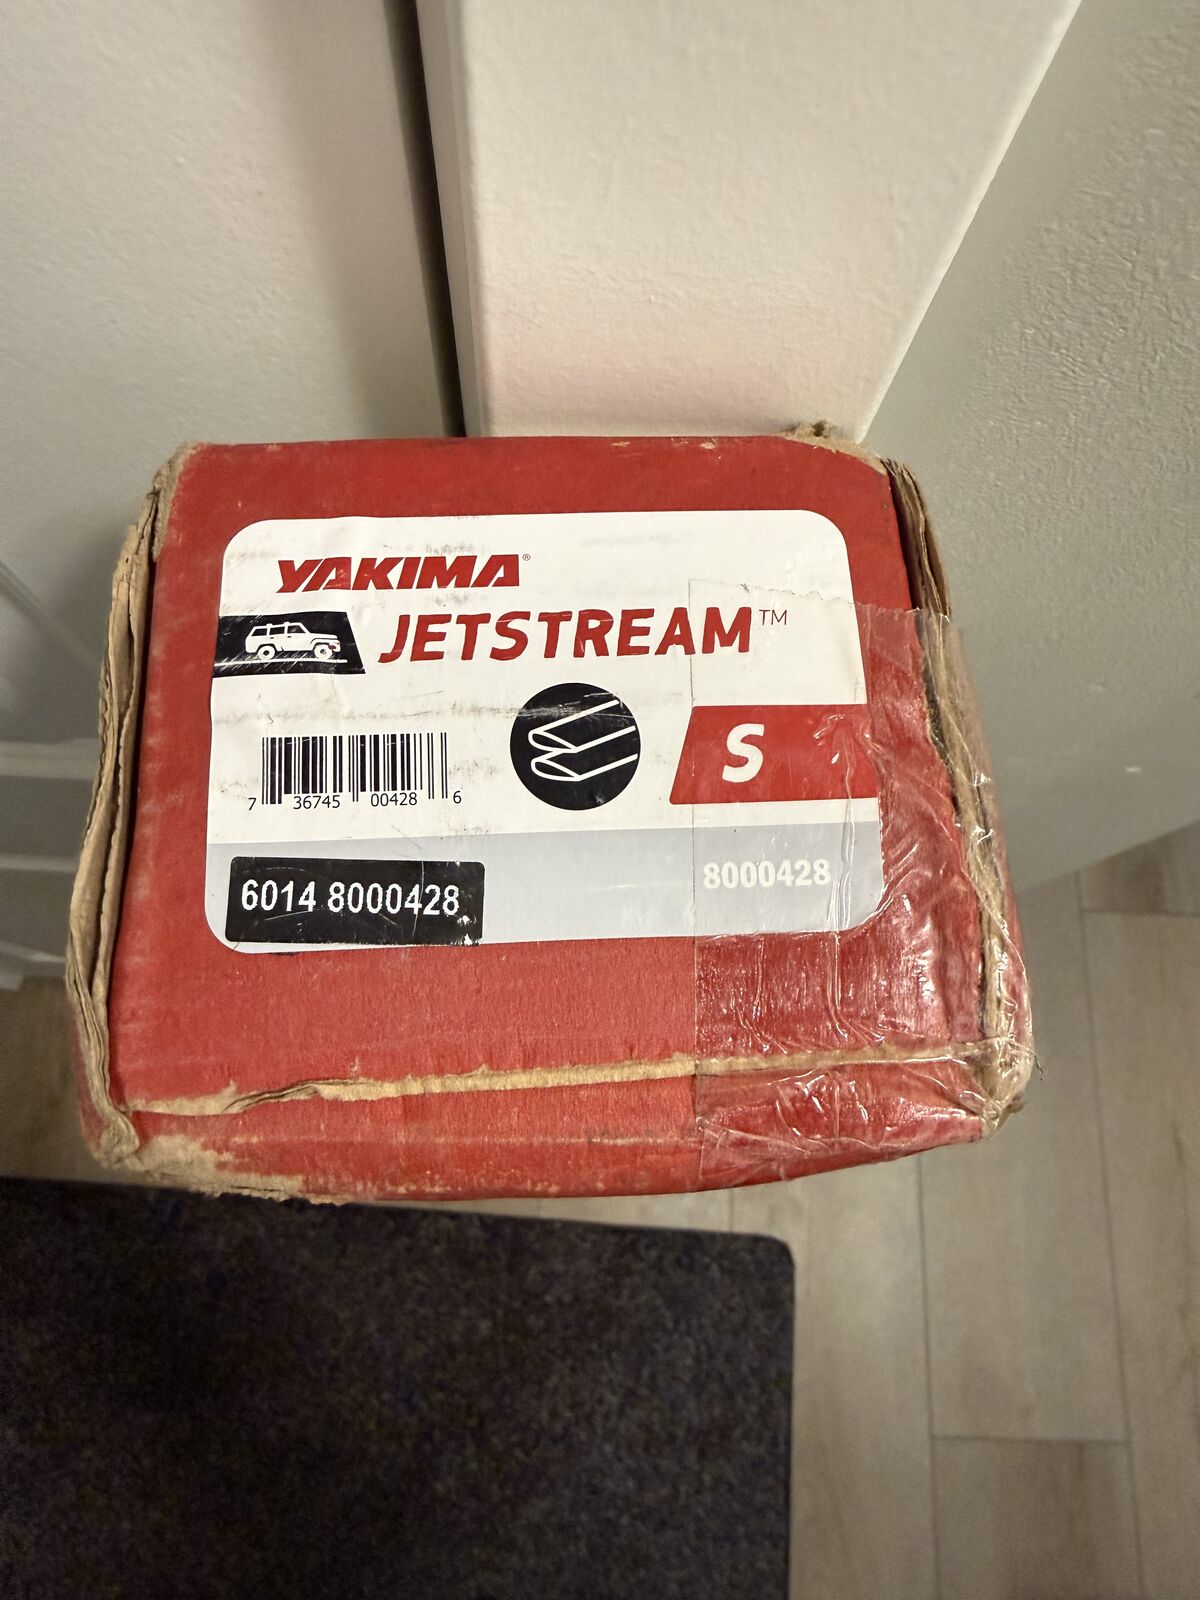 YAKIMA®
JETSTREAM™
S
7 36745 00428 6
6014 8000428
8000428